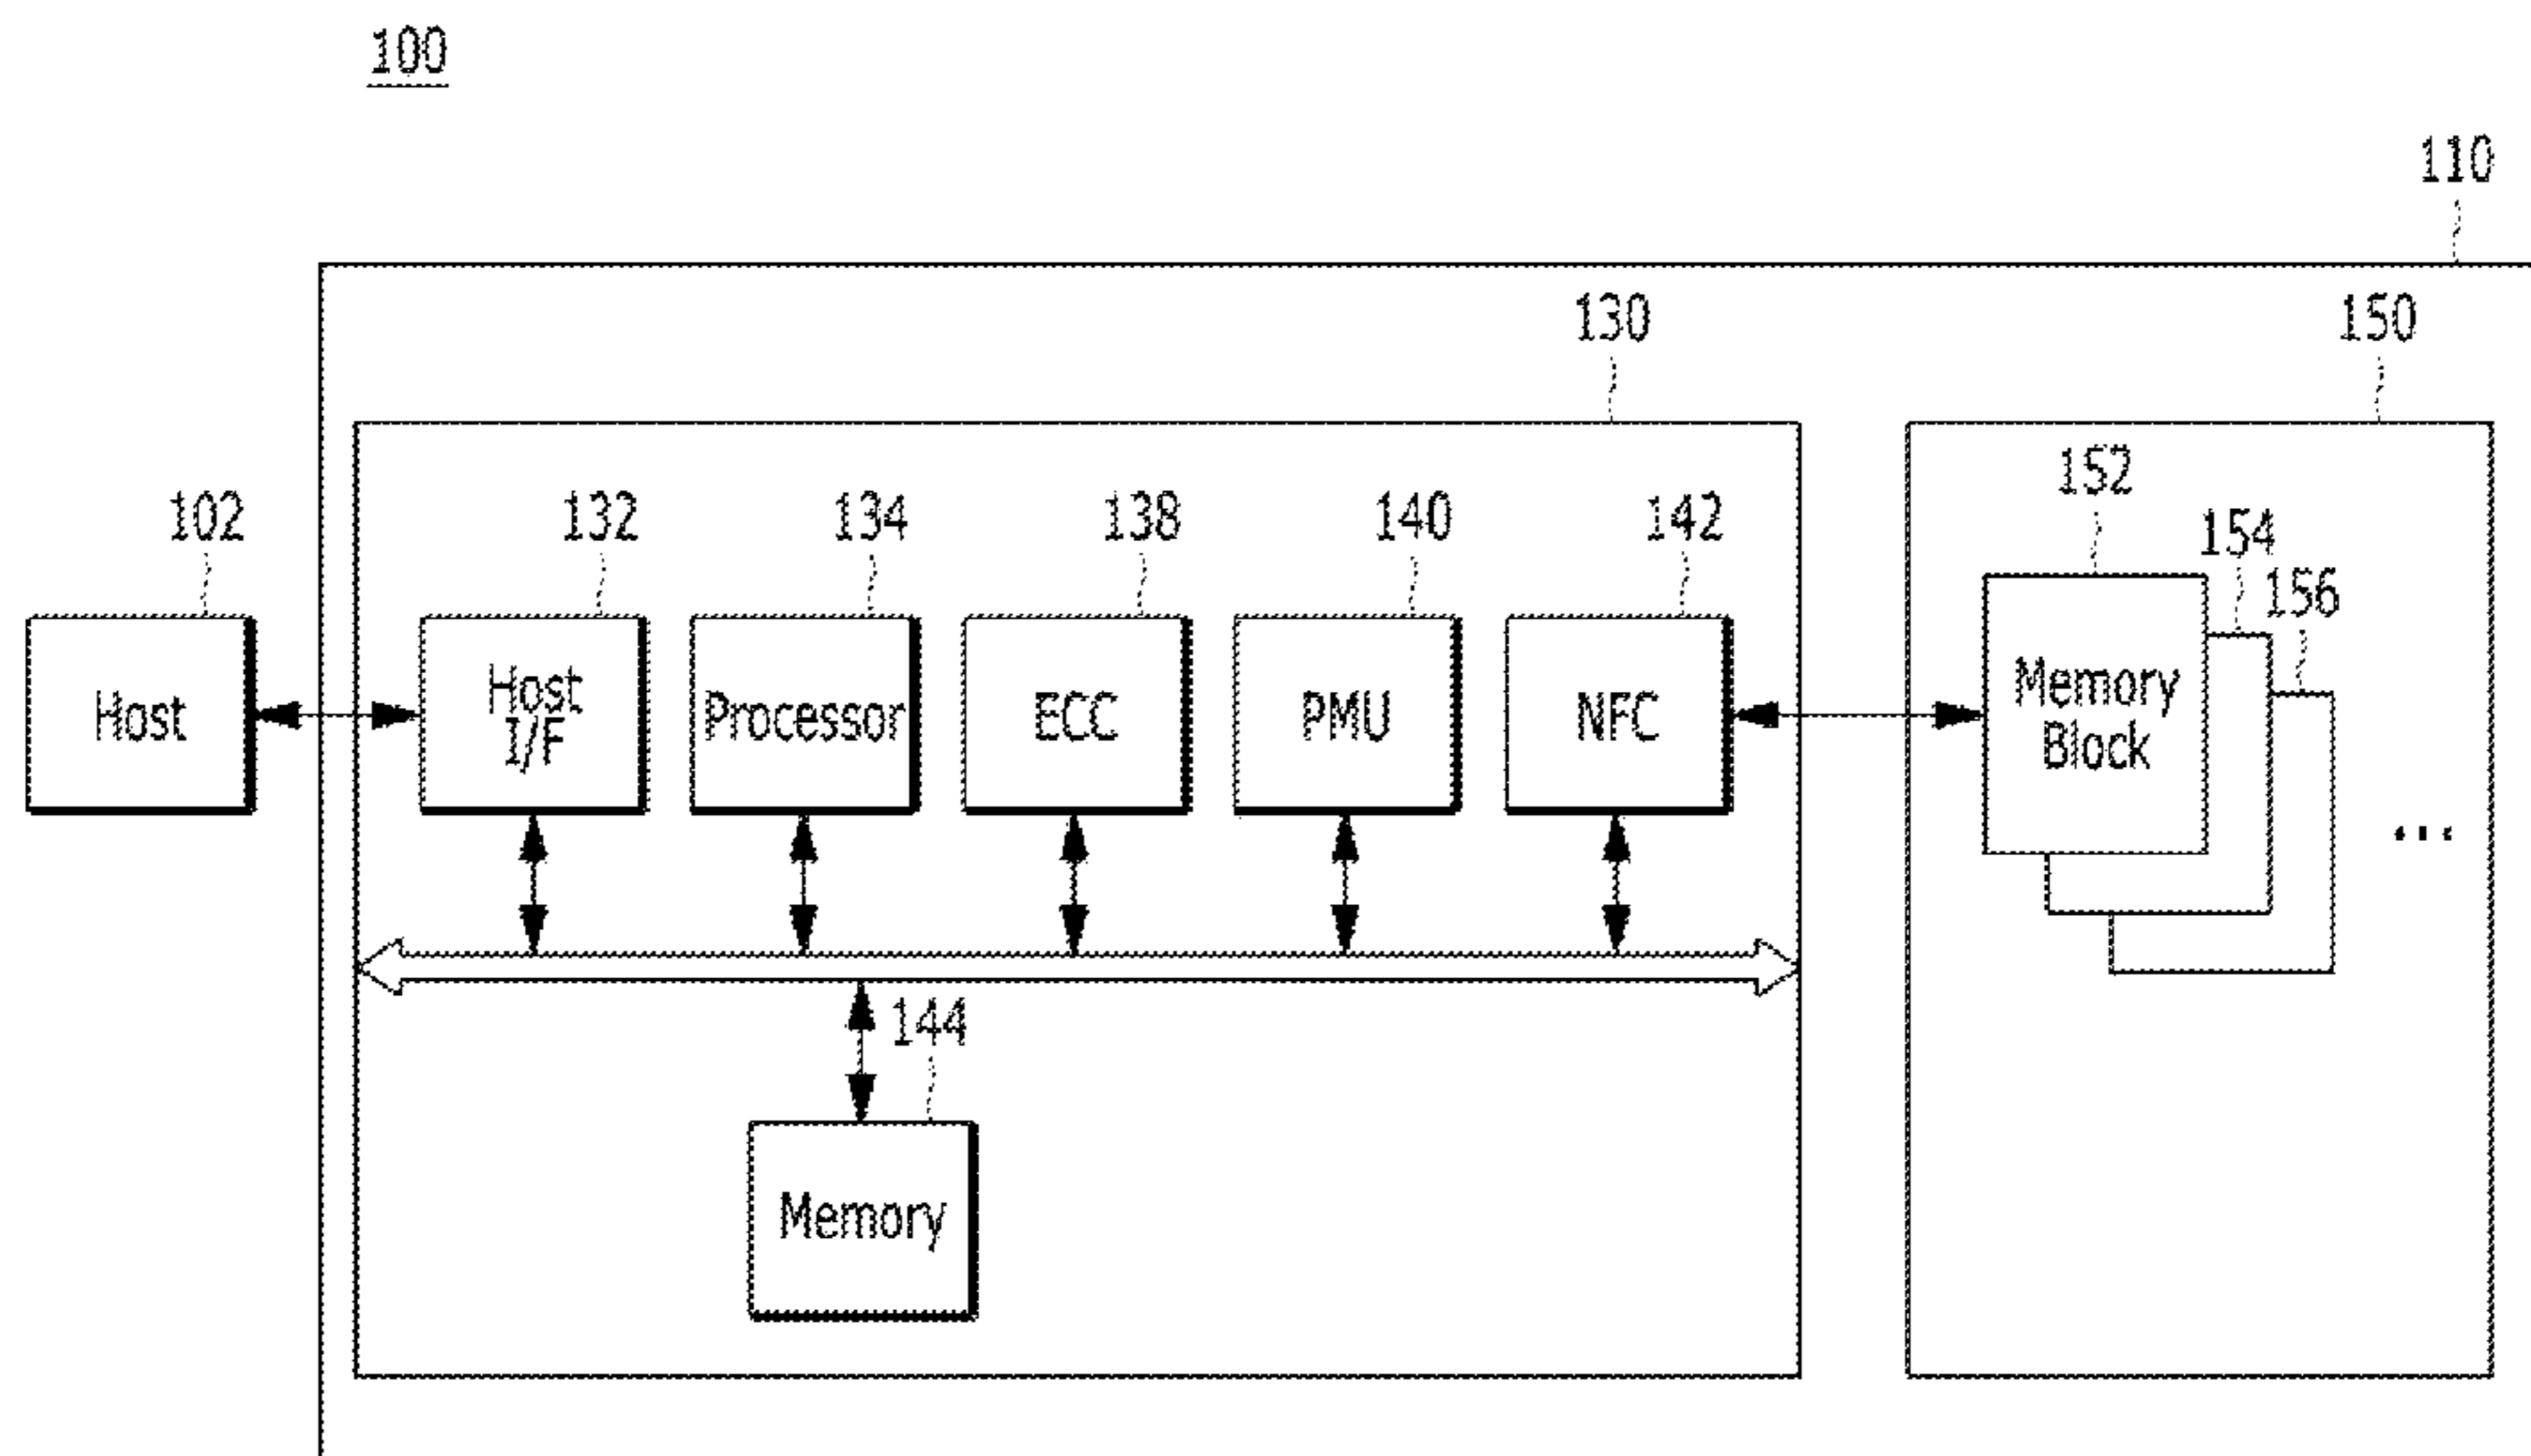 100
110
130
150
102
132
134
138
140
142
152
154
156
Host
Host
I/F
Processor
ECC
PMU
NFC
Memory
Block
...
144
Memory